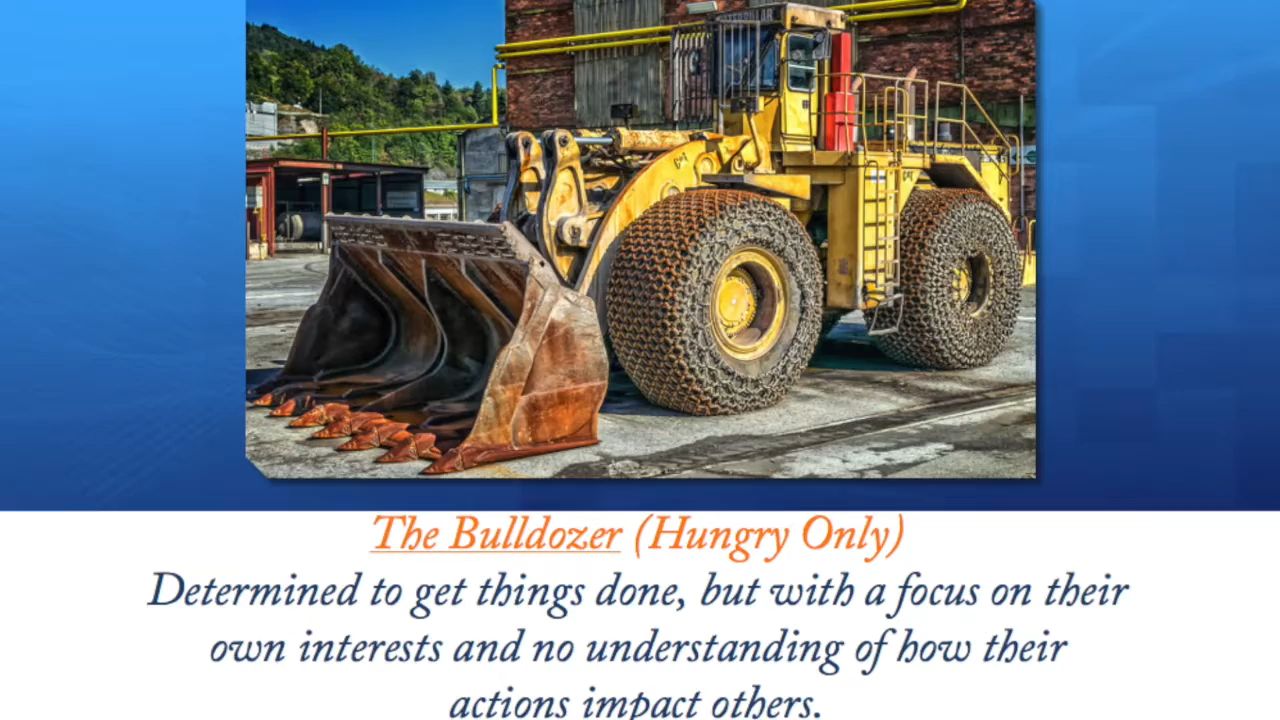 The Bulldozer (Hungry Only)
Determined to get things done, but with a focus on their
own interests and no understanding of how their
actions impact others.